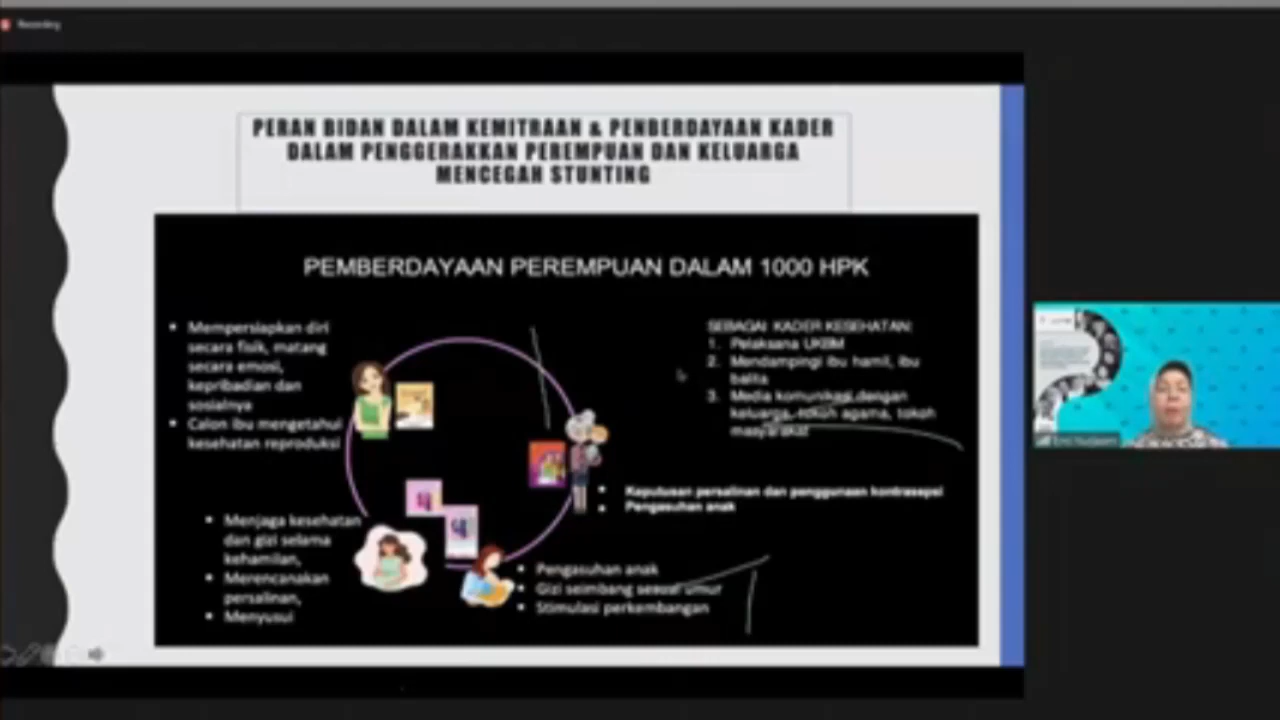 Recording
PERAN BIDAN DALAM KEMITRAAN & PENBERDAYAAN KADER
DALAM PENGGERAKKAN PEREMPUAN DAN KELUARGA
MENCEGAH STUNTING
PEMBERDAYAAN PEREMPUAN DALAM 1000 HPK
Mempersiapkan diri
secara fisik, matang
secara emosi,
kepribadian dan
sosialnya
Calon ibu mengetahui
kesehatan reproduksi
SEBAGAI KADER KESEHATAN:
1. Pelaksana UKBM
2. Mendampingi ibu hamil, ibu
balita
3. Media komunikasi dengan
keluarga, tokoh agama, tokoh
masyarakat
Keputusan persalinan dan penggunaan kontrasepsi
Pengasuhan anak
Menjaga kesehatan
dan gizi selama
kehamilan,
Merencanakan
persalinan,
Menyusui
Pengasuhan anak
Gizi seimbang sesuai umur
Stimulasi perkembangan